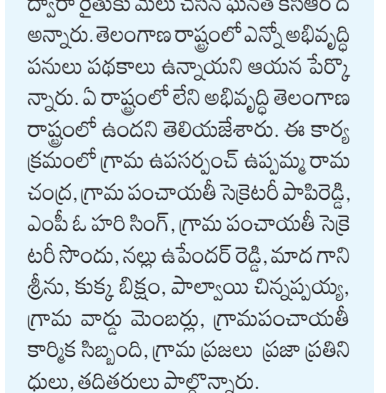 ద్వారా రైతుకు మేలు చేసిన ఘనత కేసీఆర్ ది
అన్నారు. తెలంగాణ రాష్ట్రంలో ఎన్నో అభివృద్ధి
పనులు పథకాలు ఉన్నాయని ఆయన పేర్కొ
న్నారు. ఏ రాష్ట్రంలో లేని అభివృద్ధి తెలంగాణ
రాష్ట్రంలో ఉందని తెలియజేశారు. ఈ కార్య
క్రమంలో గ్రామ ఉపసర్పంచ్ ఉప్పమ్మ రామ
చంద్ర, గ్రామ పంచాయతీ సెక్రెటరీ పాపిరెడ్డి,
ఎంపీ ఓ హరి సింగ్, గ్రామ పంచాయతీ సెక్రె
టరీ సొందు, నల్లు ఉపేందర్ రెడ్డి, మాద గాని
శ్రీను, కుక్క బిక్షం, పాల్వాయి చిన్నప్పయ్య,
గ్రామ వార్డు మెంబర్లు, గ్రామపంచాయతీ
కార్మిక సిబ్బంది, గ్రామ ప్రజలు ప్రజా ప్రతిని
ధులు, తదితరులు పాల్గొన్నారు.